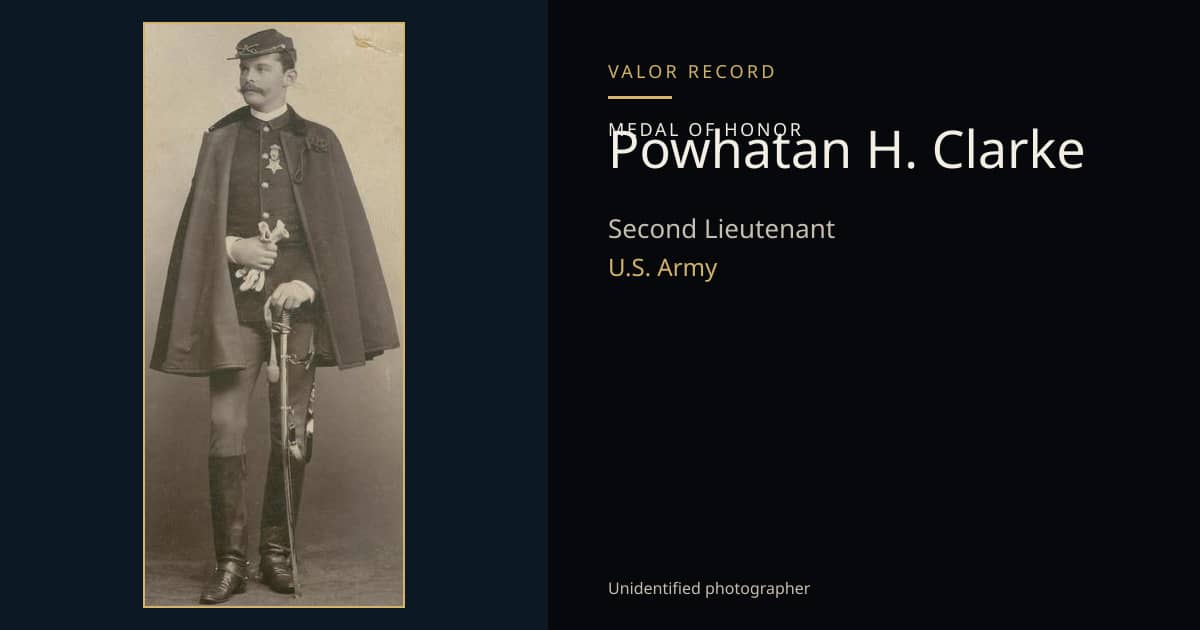 VALOR RECORD
MEDAL OF HONOR
Powhatan H. Clarke
Second Lieutenant
U.S. Army
Unidentified photographer